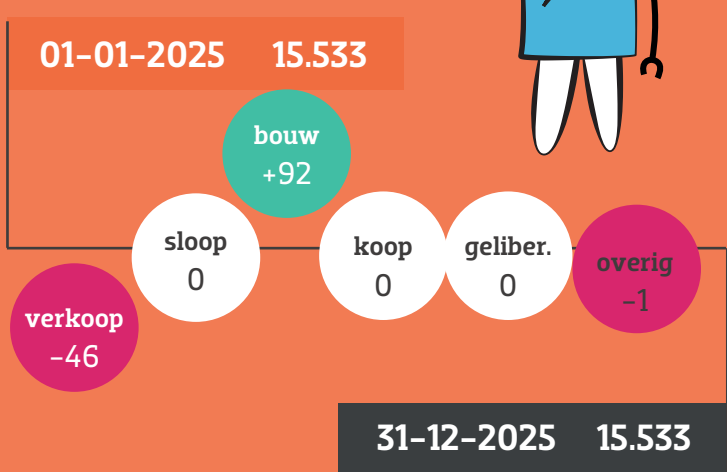 01-01-2025 15.533
bouw
+92
sloop
0
koop
0
geliber.
0
overig
-1
verkoop
-46
31-12-2025 15.533